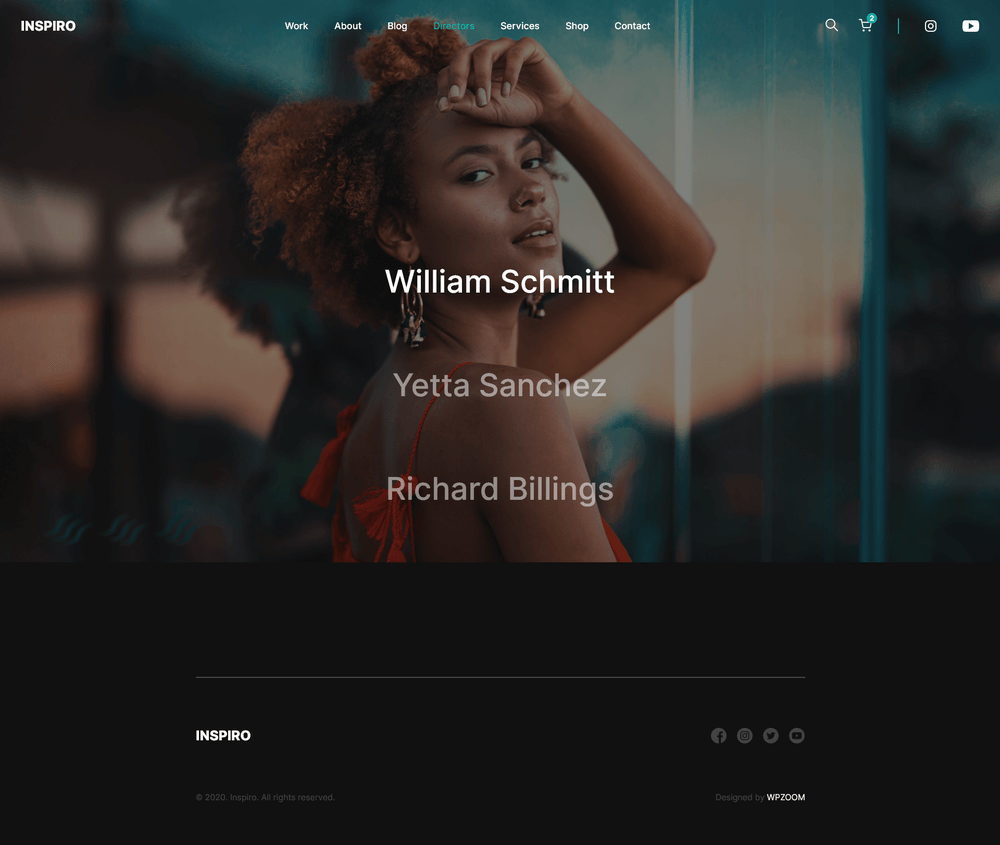 INSPIRO
Work About Blog Directors Services Shop Contact
2
William Schmitt
Yetta Sanchez
Richard Billings
INSPIRO
© 2020. Inspiro. All rights reserved.
Designed by WPZOOM